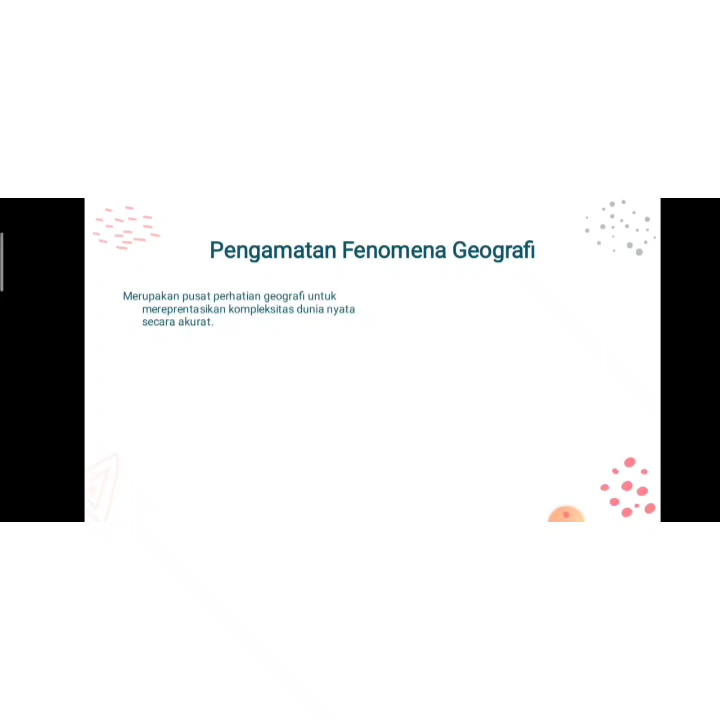 Pengamatan Fenomena Geografi
Merupakan pusat perhatian geografi untuk
mereprentasikan kompleksitas dunia nyata
secara akurat.